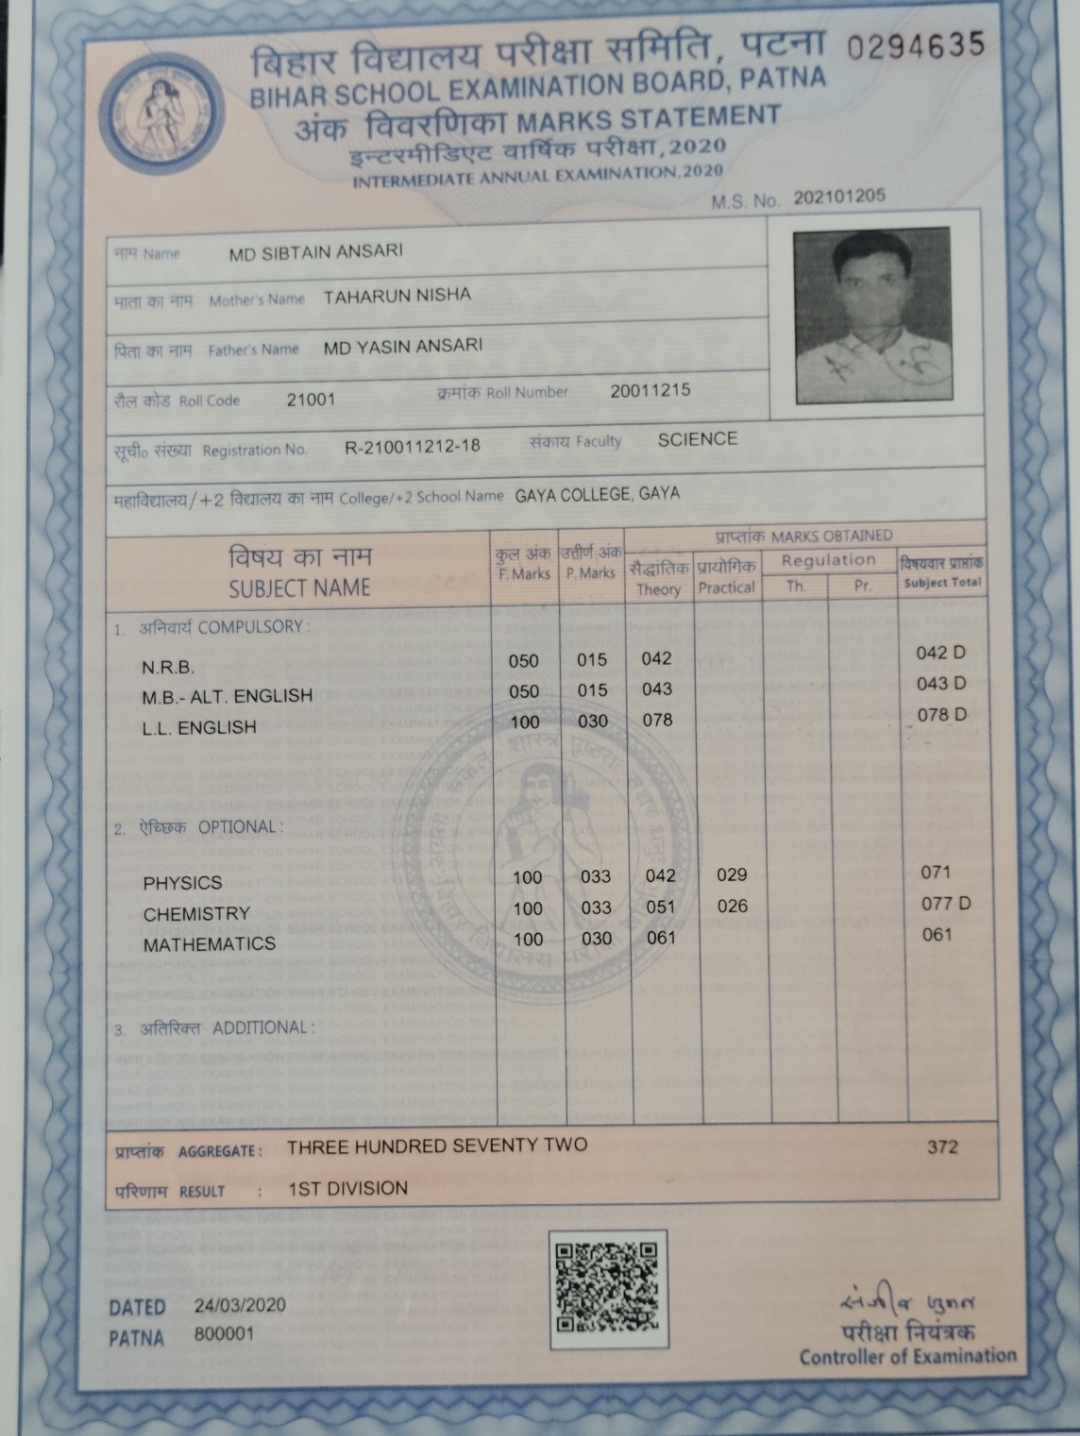 बिहार विद्यालय परीक्षा समिति, पटना 0294635
BIHAR SCHOOL EXAMINATION BOARD, PATNA
अंक विवरणिका MARKS STATEMENT
इन्टरमीडिएट वार्षिक परीक्षा, 2020
INTERMEDIATE ANNUAL EXAMINATION, 2020
M.S. No. 202101205
नाम Name MD SIBTAIN ANSARI
माता का नाम Mother's Name TAHARUN NISHA
पिता का नाम Father's Name MD YASIN ANSARI
रौल कोड Roll Code 21001 क्रमांक Roll Number 20011215
सूची० संख्या Registration No. R-210011212-18 संकाय Faculty SCIENCE
महाविद्यालय/+2 विद्यालय का नाम College/+2 School Name GAYA COLLEGE, GAYA
विषय का नाम कुल अंक उत्तीर्ण अंक प्राप्तांक MARKS OBTAINED
SUBJECT NAME F. Marks P. Marks सैद्धांतिक प्रायोगिक Regulation विषयवार प्राप्तांक
Theory Practical Th. Pr. Subject Total
1. अनिवार्य COMPULSORY :
N.R.B. 050 015 042 042 D
M.B.- ALT. ENGLISH 050 015 043 043 D
L.L. ENGLISH 100 030 078 078 D
2. ऐच्छिक OPTIONAL :
PHYSICS 100 033 042 029 071
CHEMISTRY 100 033 051 026 077 D
MATHEMATICS 100 030 061 061
3. अतिरिक्त ADDITIONAL :
प्राप्तांक AGGREGATE : THREE HUNDRED SEVENTY TWO 372
परिणाम RESULT : 1ST DIVISION
DATED 24/03/2020
PATNA 800001
परीक्षा नियंत्रक
Controller of Examination